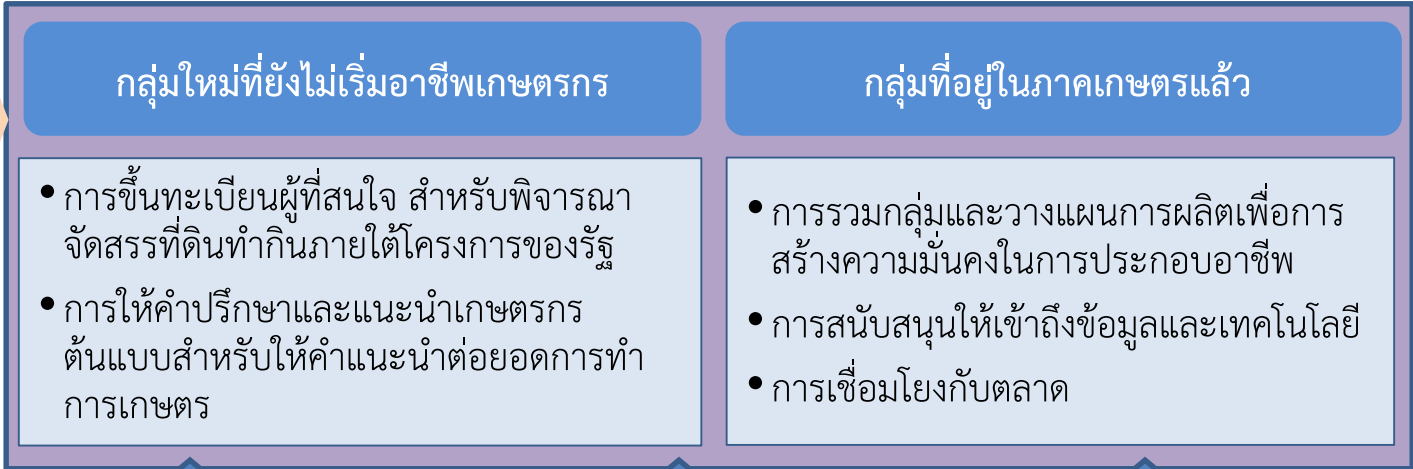 กลุ่มใหม่ที่ยังไม่เริ่มอาชีพเกษตรกร
• การขึ้นทะเบียนผู้ที่สนใจ สำหรับพิจารณา
จัดสรรที่ดินทำกินภายใต้โครงการของรัฐ
• การให้คำปรึกษาและแนะนำเกษตรกร
ต้นแบบสำหรับให้คำแนะนำต่อยอดการทำ
การเกษตร
กลุ่มที่อยู่ในภาคเกษตรแล้ว
• การรวมกลุ่มและวางแผนการผลิตเพื่อการ
สร้างความมั่นคงในการประกอบอาชีพ
• การสนับสนุนให้เข้าถึงข้อมูลและเทคโนโลยี
• การเชื่อมโยงกับตลาด